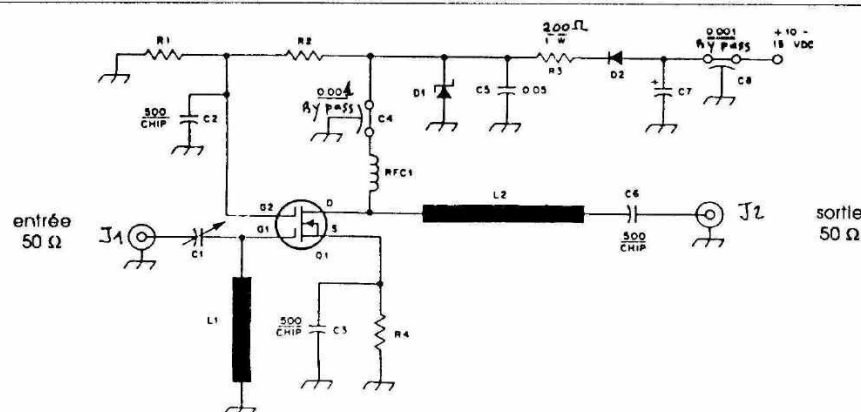 200Ω
1 W
0.001
By pass
+10 -
15 VDC
R1
R2
R3
D2
C8
500
CHIP
C2
0.001
By pass
C4
D1
C5
0.05
C7
RFC1
entrée
50 Ω
J1
C1
G2
D
G1
S
Q1
L2
C6
500
CHIP
J2
sortie
50 Ω
L1
500
CHIP
C3
R4